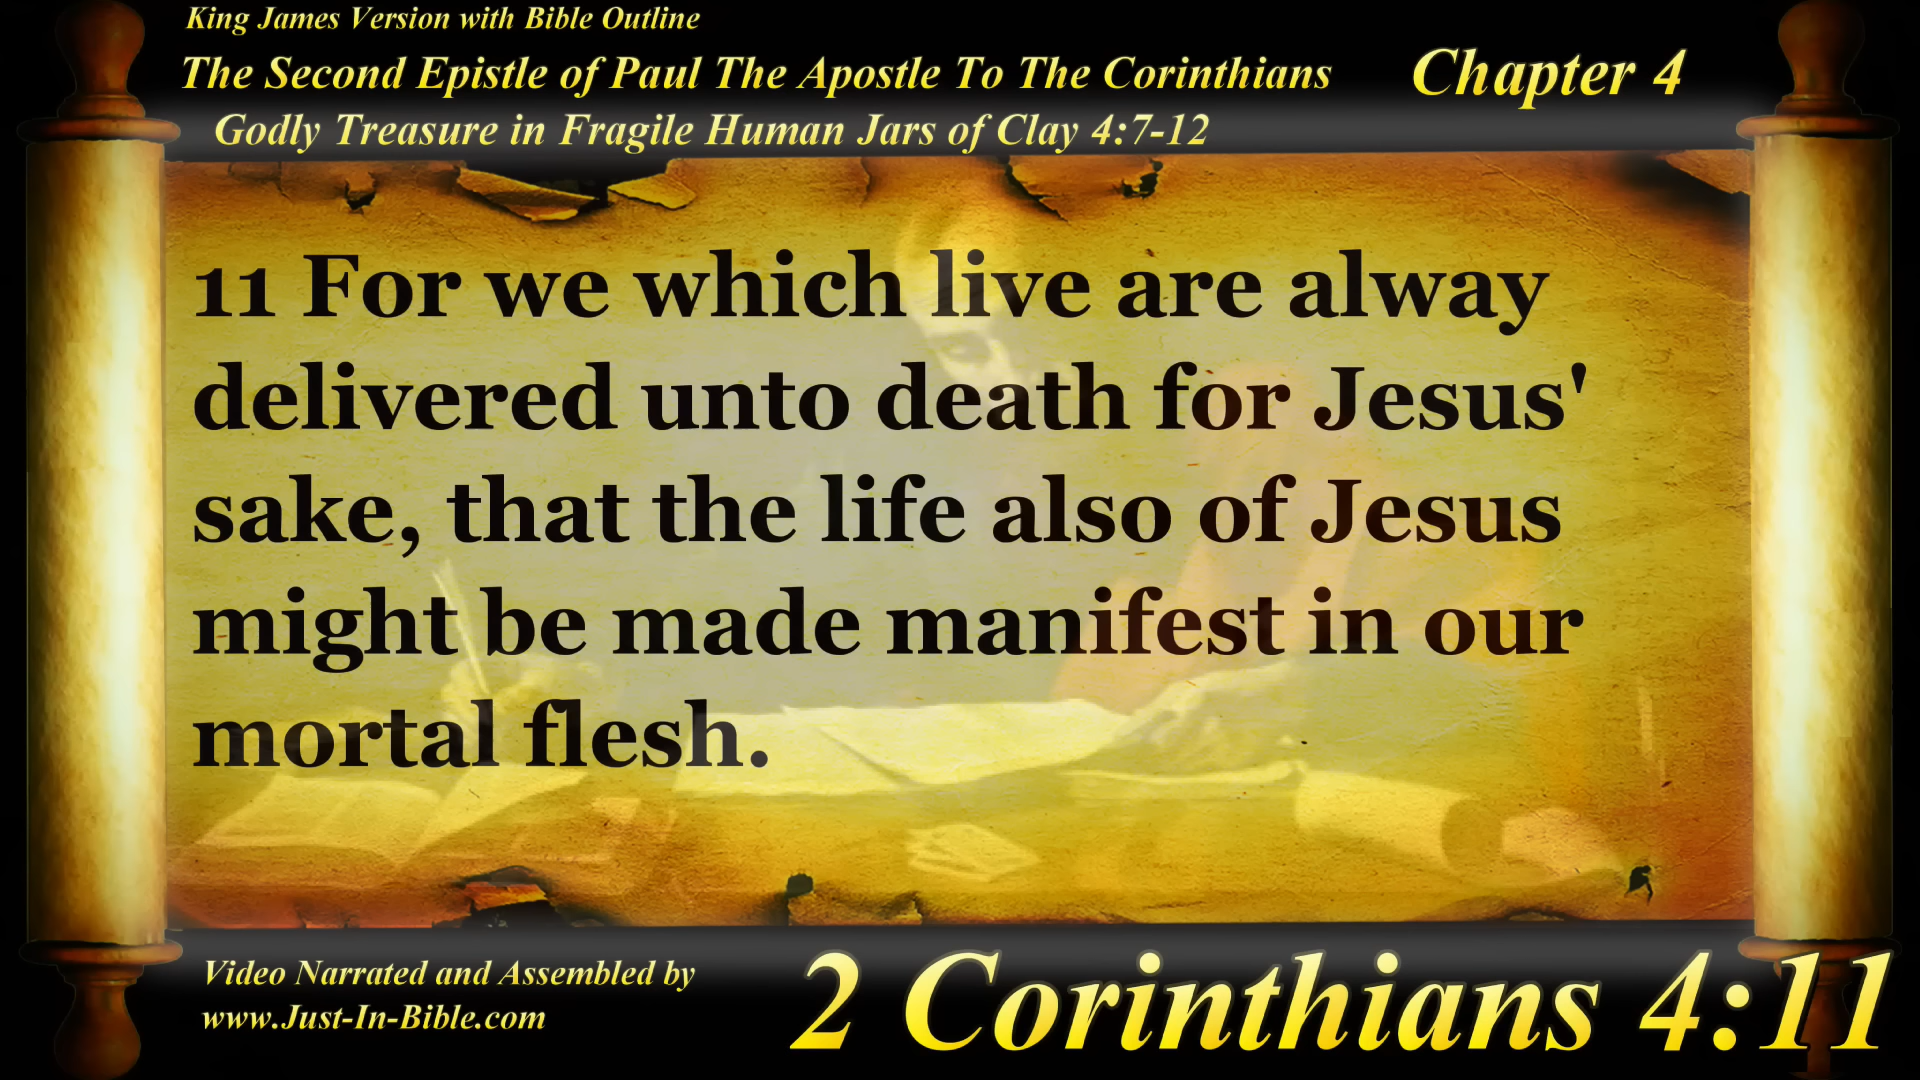 King James Version with Bible Outline
The Second Epistle of Paul The Apostle To The Corinthians
Chapter 4
Godly Treasure in Fragile Human Jars of Clay 4:7-12
11 For we which live are alway
delivered unto death for Jesus'
sake, that the life also of Jesus
might be made manifest in our
mortal flesh.
Video Narrated and Assembled by
www.Just-In-Bible.com
2 Corinthians 4:11